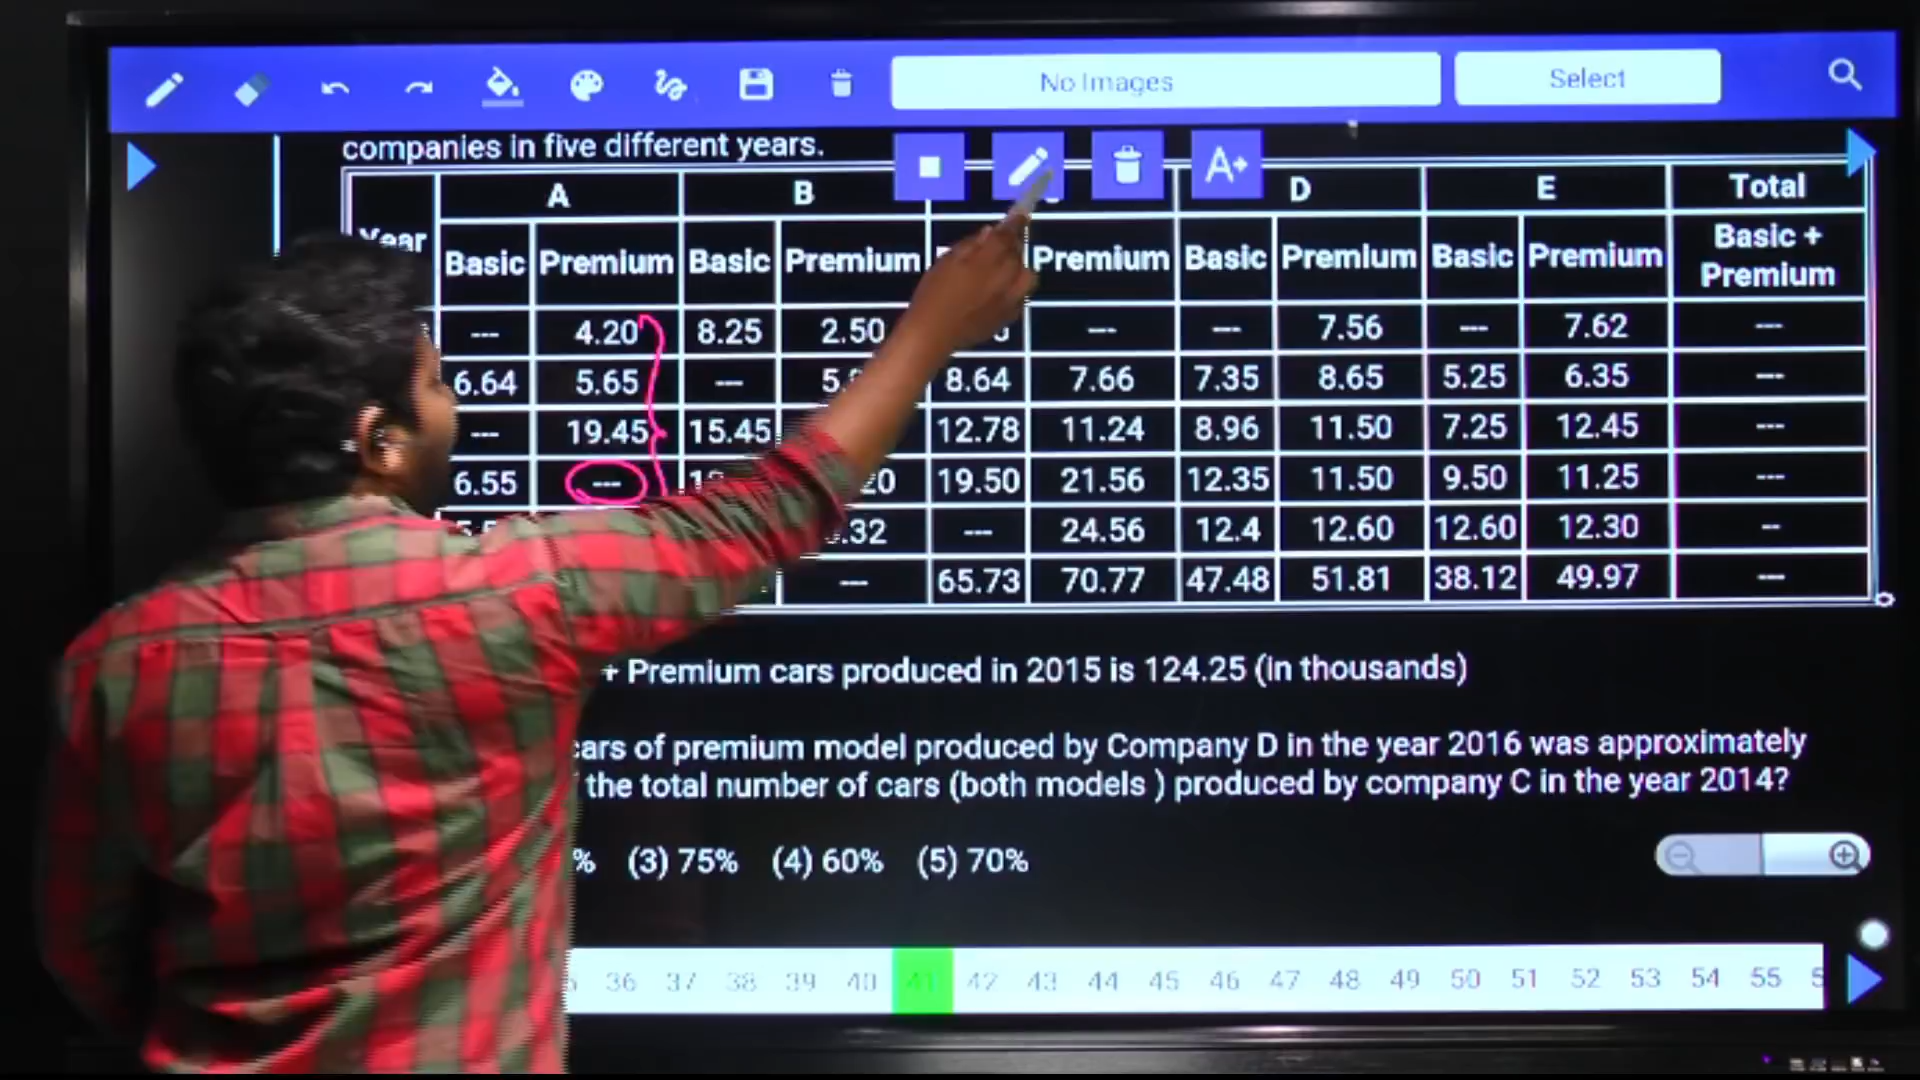 No Images Select
companies in five different years.
A+
A B D E Total
Year Basic Premium Basic Premium Premium Basic Premium Basic Premium Basic + Premium
--- 4.20 8.25 2.50 --- --- 7.56 --- 7.62 ---
6.64 5.65 --- 8.64 7.66 7.35 8.65 5.25 6.35 ---
--- 19.45 15.45 12.78 11.24 8.96 11.50 7.25 12.45 ---
6.55 --- 19.50 21.56 12.35 11.50 9.50 11.25 ---
.32 --- 24.56 12.4 12.60 12.60 12.30 --
--- 65.73 70.77 47.48 51.81 38.12 49.97 ---
+ Premium cars produced in 2015 is 124.25 (in thousands)
cars of premium model produced by Company D in the year 2016 was approximately
the total number of cars (both models ) produced by company C in the year 2014?
% (3) 75% (4) 60% (5) 70%
36 37 38 39 40 41 42 43 44 45 46 47 48 49 50 51 52 53 54 55